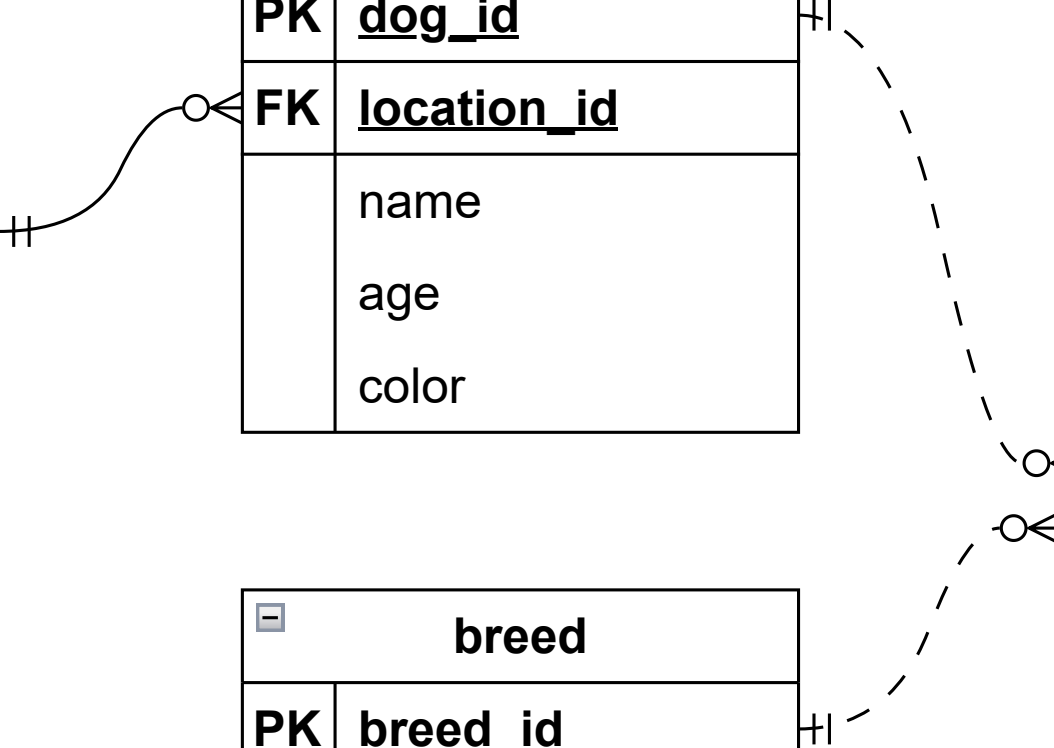 PK dog_id
FK location_id
name
age
color
breed
PK breed_id